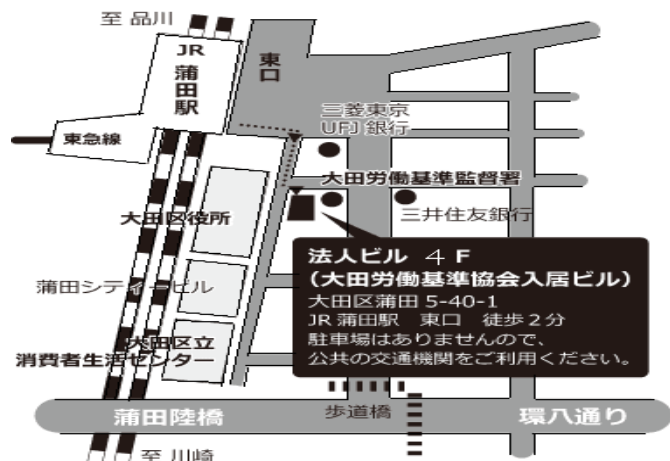 至 品川
JR
蒲田駅
東口
東急線
三菱東京
UFJ 銀行
大田労働基準監督署
三井住友銀行
大田区役所
蒲田シティービル
大田区立
消費者生活センター
法人ビル ４Ｆ
（大田労働基準協会入居ビル）
大田区蒲田 5-40-1
JR 蒲田駅 東口 徒歩２分
駐車場はありませんので、
公共の交通機関をご利用ください。
蒲田陸橋
歩道橋
環八通り
至 川崎